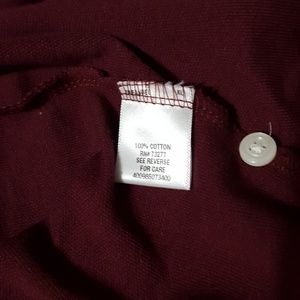 100% COTTON
RN# 73277
SEE REVERSE
FOR CARE
400985073400